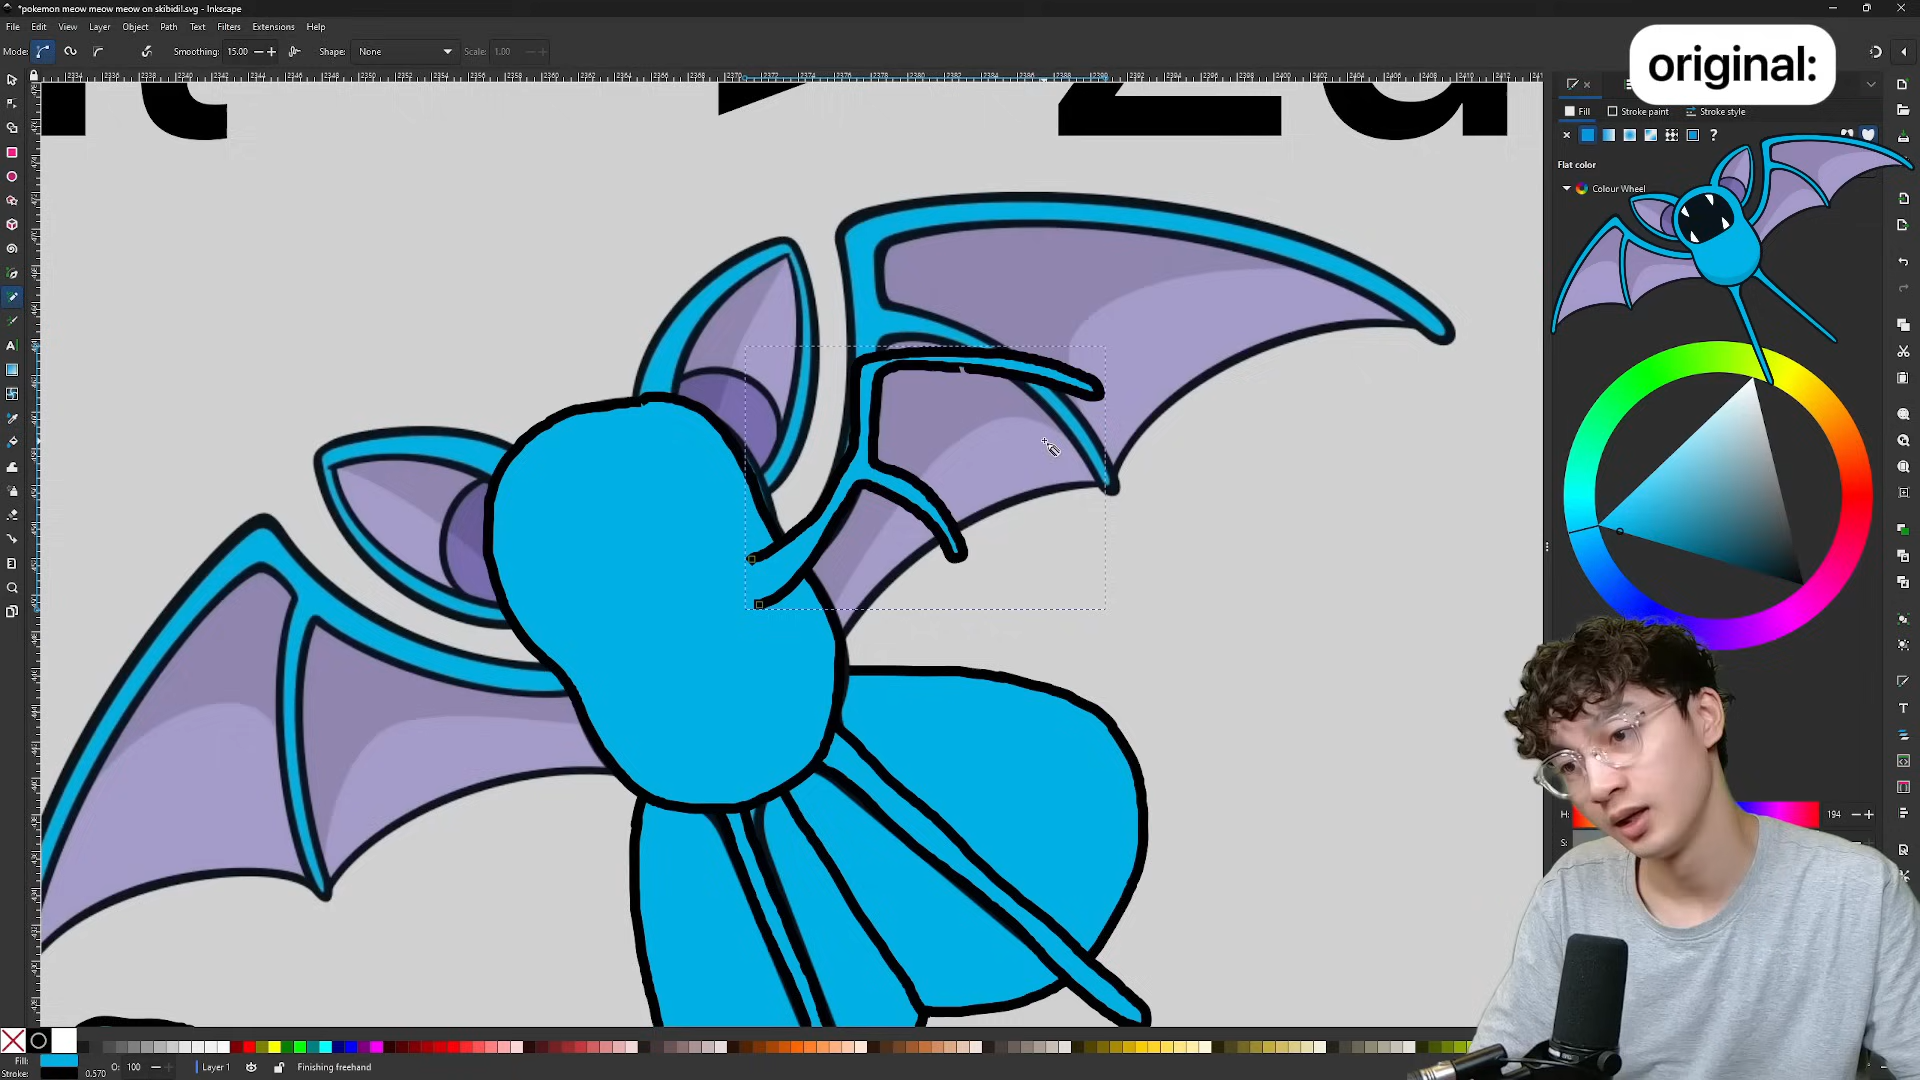 *pokemon meow meow meow on skibidi!.svg - Inkscape
File Edit View Layer Object Path Text Filters Extensions Help
original:
Mode: Smoothing: 15.00 Shape: None Scale: 1.00
Fill Stroke paint Stroke style
?
Flat color
Colour Wheel
H: 194
S:
Fill:
Stroke: 0.570 O: 100 Layer 1 Finishing freehand